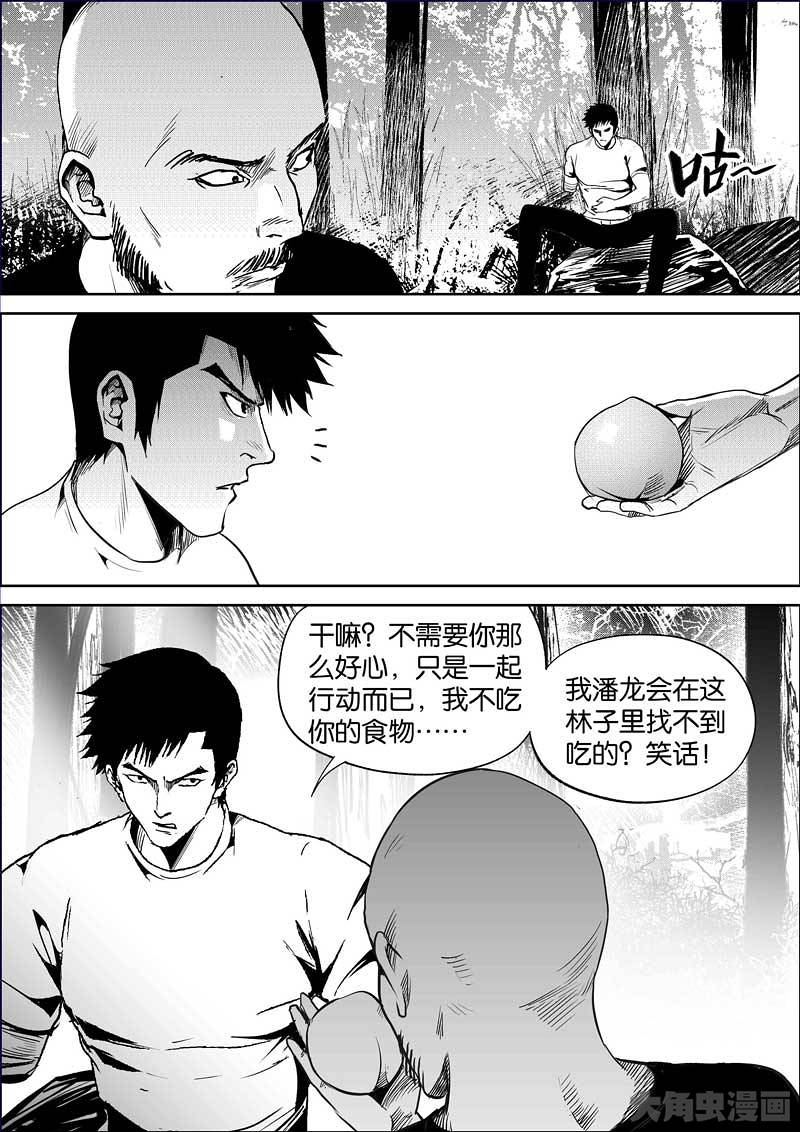 咕～
干嘛？不需要你那
么好心，只是一起
行动而已，我不吃
你的食物……
我潘龙会在这
林子里找不到
吃的？笑话！
大角虫漫画